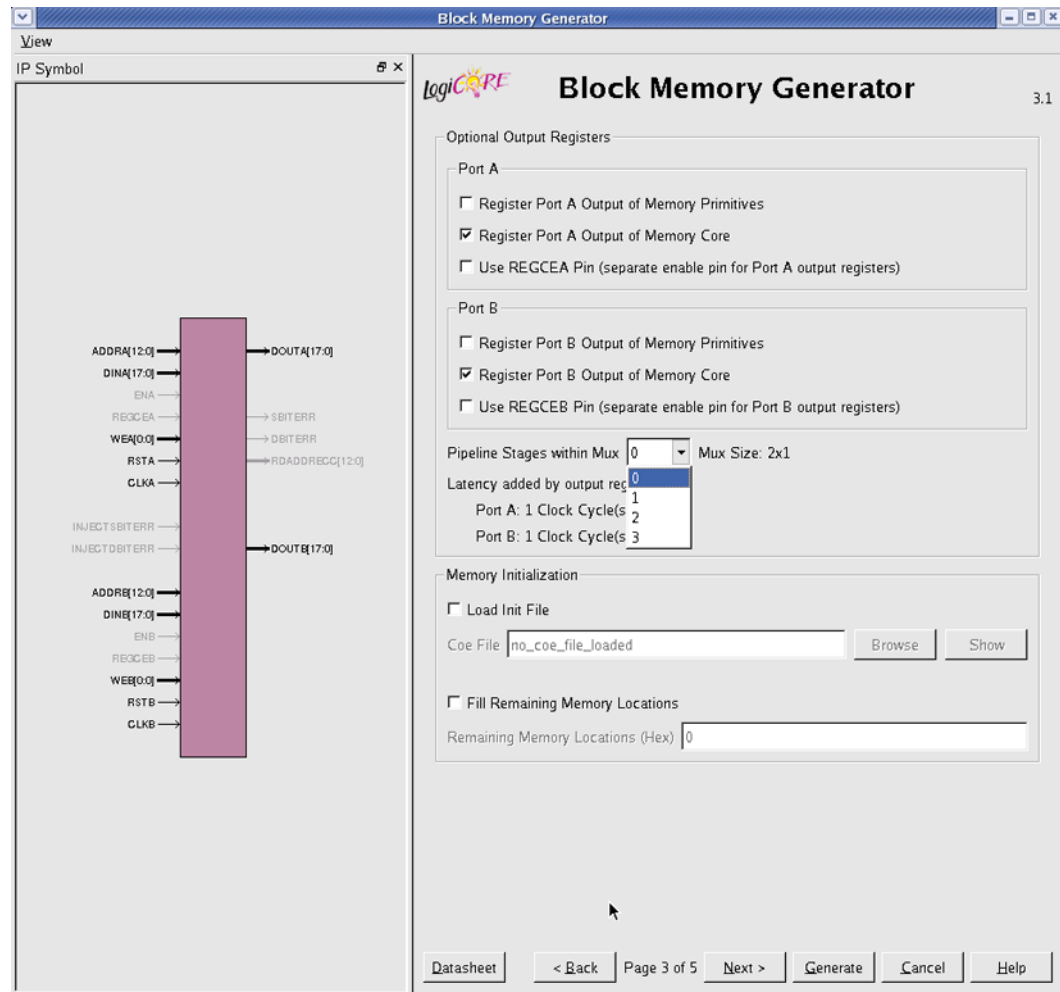 Block Memory Generator
View
IP Symbol
ADDRA[12:0]
DOUTA[17:0]
DINA[17:0]
ENA
REGCEA
SBITERR
WEA[0:0]
DBITERR
RSTA
RDADDRECC[12:0]
CLKA
INJECTSBITERR
INJECTDBITERR
DOUTB[17:0]
ADDRB[12:0]
DINB[17:0]
ENB
REGCEB
WEB[0:0]
RSTB
CLKB
LogiCORE
Block Memory Generator
3.1
Optional Output Registers
Port A
Register Port A Output of Memory Primitives
Register Port A Output of Memory Core
Use REGCEA Pin (separate enable pin for Port A output registers)
Port B
Register Port B Output of Memory Primitives
Register Port B Output of Memory Core
Use REGCEB Pin (separate enable pin for Port B output registers)
Pipeline Stages within Mux 0 Mux Size: 2x1
0
1
2
3
Latency added by output reg
Port A: 1 Clock Cycle(s
Port B: 1 Clock Cycle(s
Memory Initialization
Load Init File
Coe File no_coe_file_loaded Browse Show
Fill Remaining Memory Locations
Remaining Memory Locations (Hex) 0
Datasheet < Back Page 3 of 5 Next > Generate Cancel Help